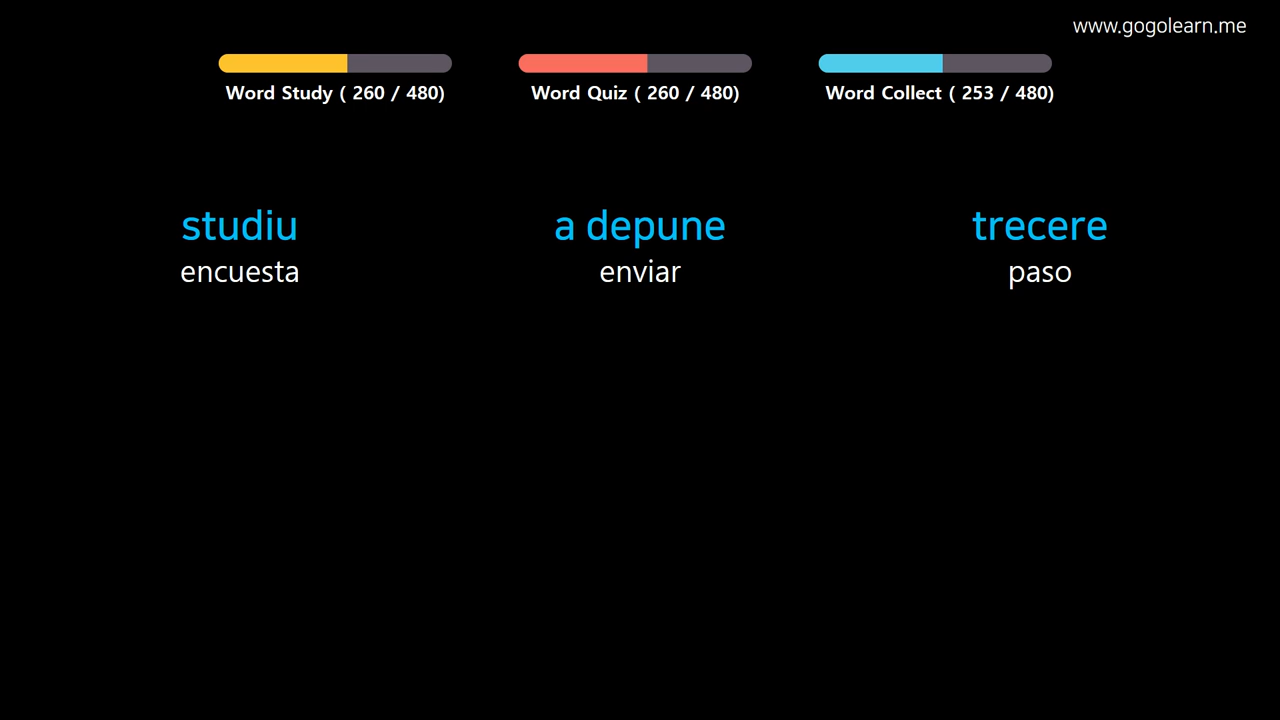 www.gogolearn.me
Word Study ( 260 / 480)
Word Quiz ( 260 / 480)
Word Collect ( 253 / 480)
studiu
encuesta
a depune
enviar
trecere
paso